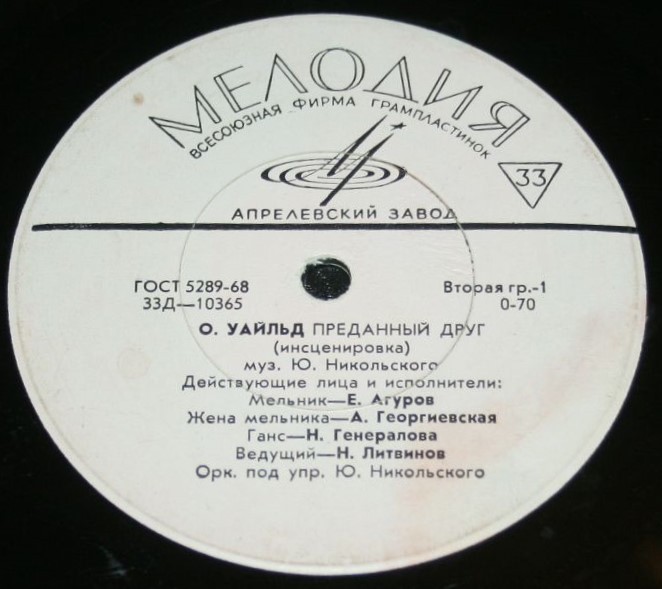 МЕЛОДИЯ
ВСЕСОЮЗНАЯ ФИРМА ГРАМПЛАСТИНОК
33
АПРЕЛЕВСКИЙ ЗАВОД
ГОСТ 5289-68
Вторая гр.-1
33Д—10365
0-70
О. УАЙЛЬД ПРЕДАННЫЙ ДРУГ
(инсценировка)
муз. Ю. Никольского
Действующие лица и исполнители:
Мельник—Е. Агуров
Жена мельника—А. Георгиевская
Ганс—Н. Генералова
Ведущий—Н. Литвинов
Орк. под упр. Ю. Никольского